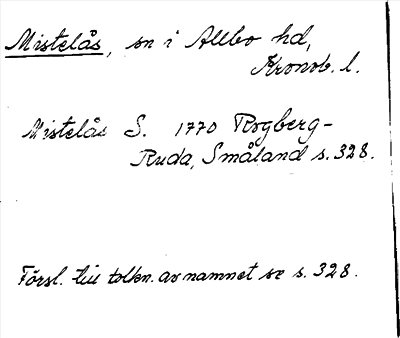 Mistelås, sn i Allbo hd,
Kronob. l.
Mistelås S. 1770 Rogberg-
Ruda, Småland s. 328.
Försl. till tolkn. av namnet se s. 328.